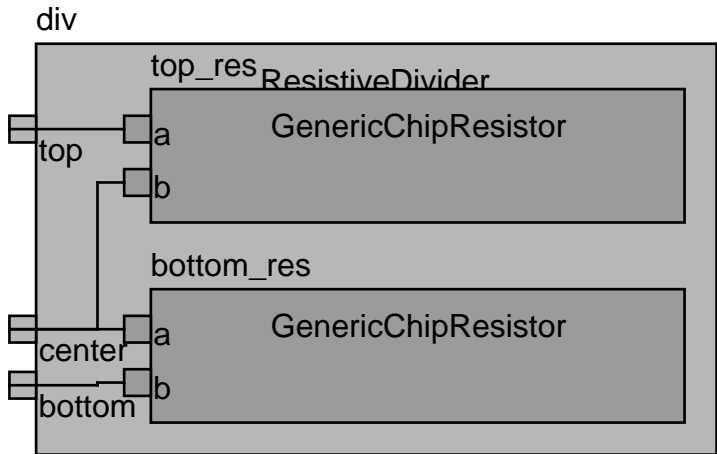 div
top_res
ResistiveDivider
GenericChipResistor
a
top
b
bottom_res
GenericChipResistor
a
center
b
bottom